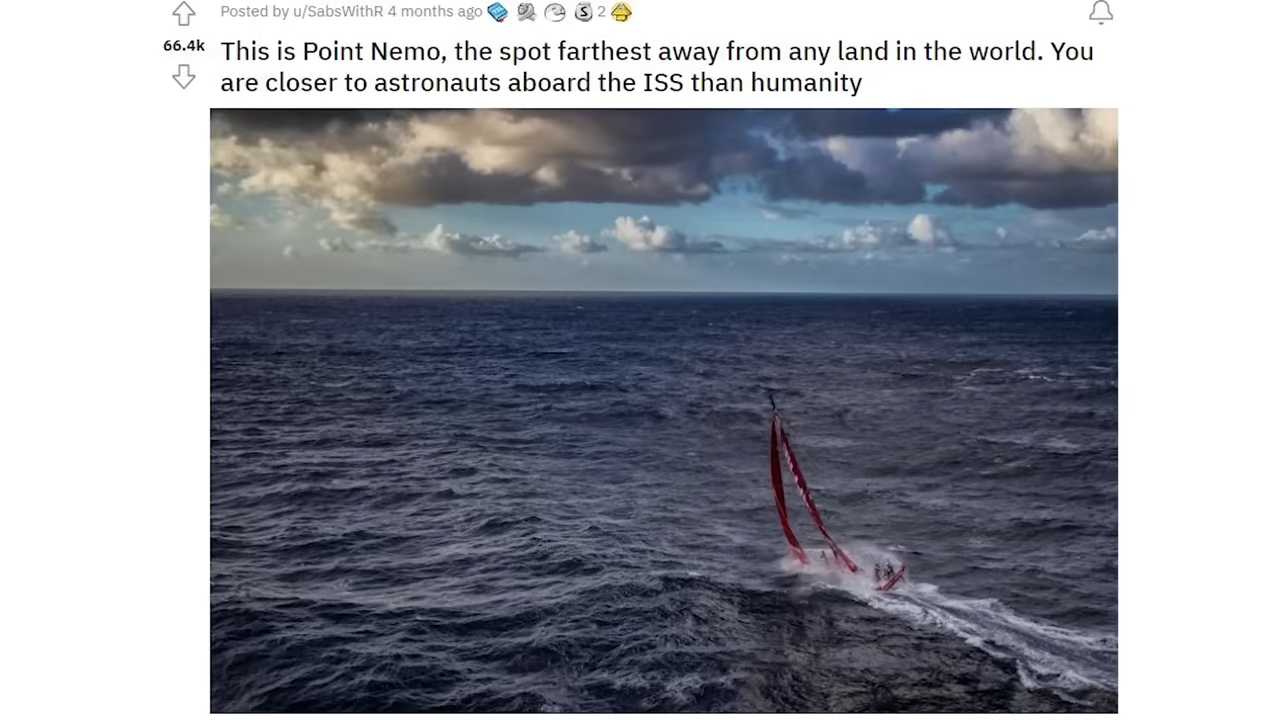 Posted by u/SabsWithR 4 months ago 2
66.4k
This is Point Nemo, the spot farthest away from any land in the world. You
are closer to astronauts aboard the ISS than humanity